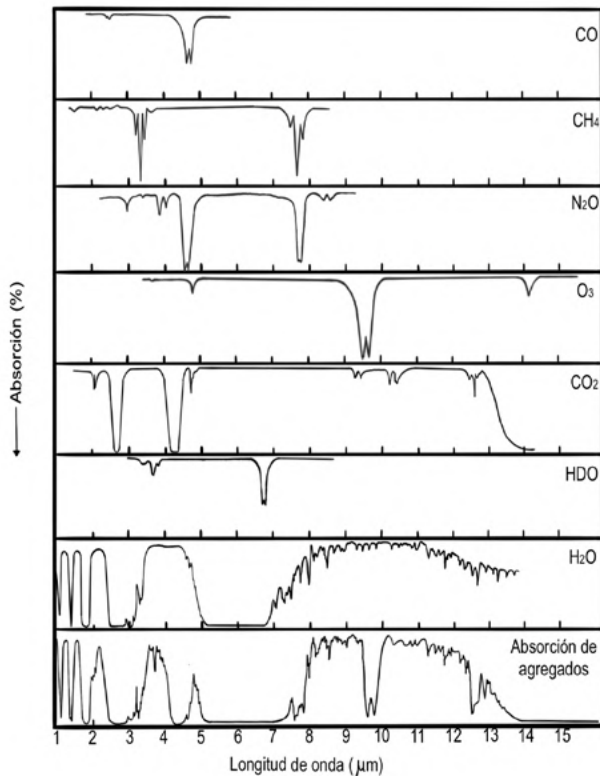 CO
CH₄
N₂O
O₃
CO₂
HDO
H₂O
Absorción de
agregados
Absorción (%)
1 2 3 4 5 6 7 8 9 10 11 12 13 14 15
Longitud de onda (μm)